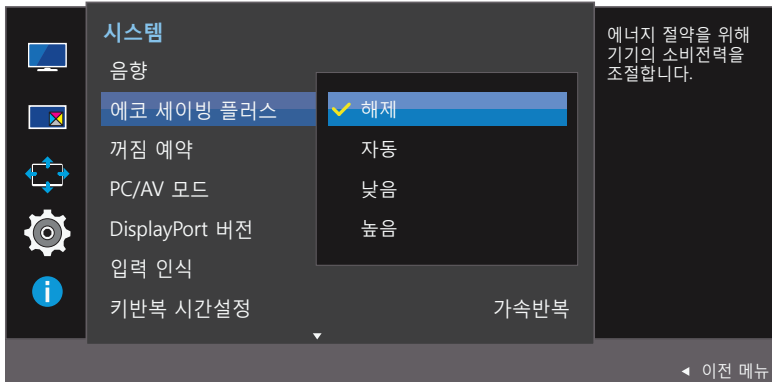 시스템
음향
에코 세이빙 플러스
꺼짐 예약
PC/AV 모드
DisplayPort 버전
입력 인식
키반복 시간설정 가속반복
해제
자동
낮음
높음
에너지 절약을 위해
기기의 소비전력을
조절합니다.
이전 메뉴